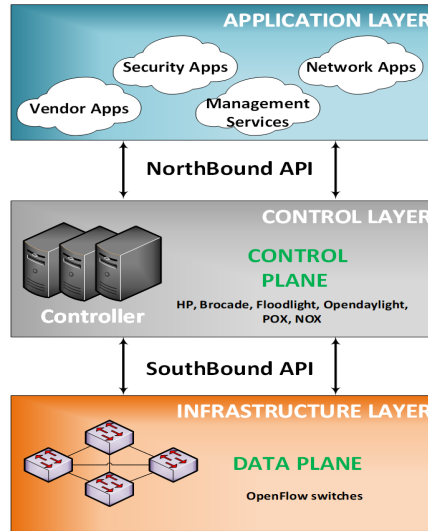 APPLICATION LAYER
Security Apps
Network Apps
Vendor Apps
Management
Services
NorthBound API
CONTROL LAYER
CONTROL
PLANE
HP, Brocade, Floodlight, Opendaylight,
POX, NOX
Controller
SouthBound API
INFRASTRUCTURE LAYER
DATA PLANE
OpenFlow switches